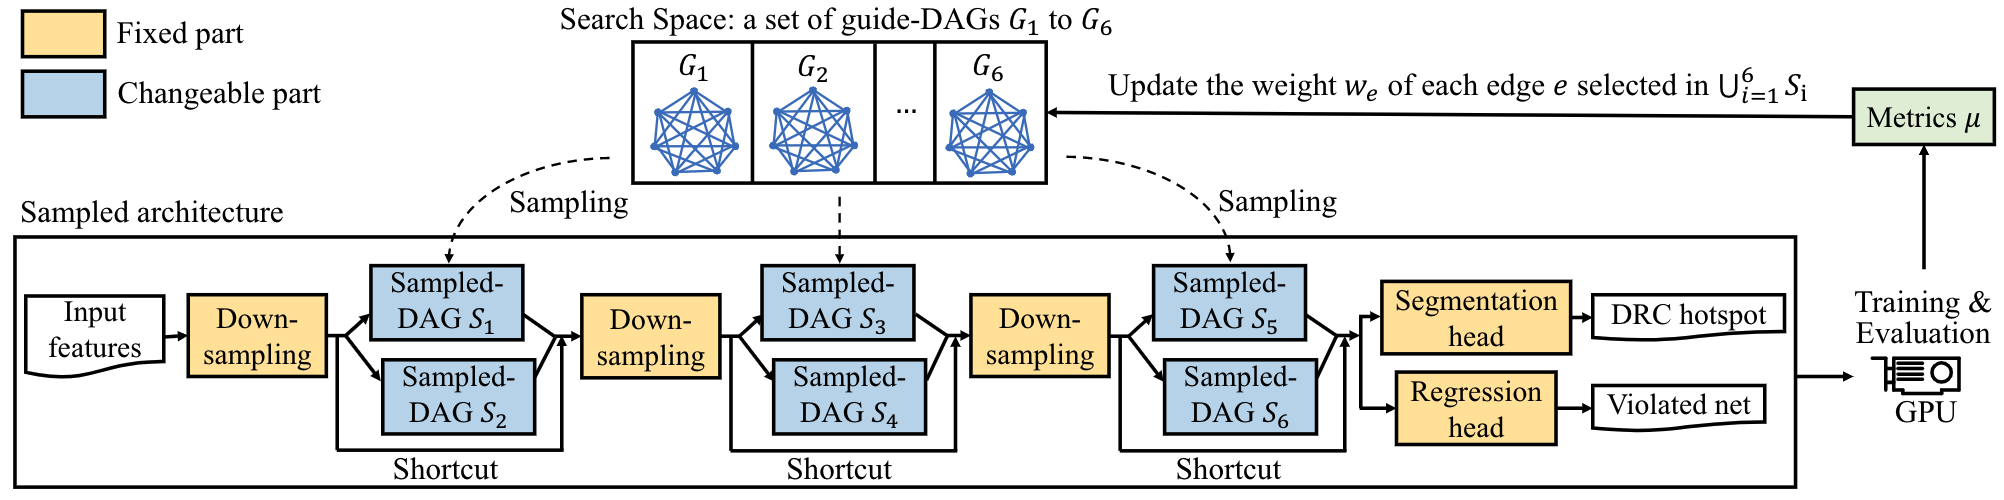 Fixed part
Changeable part
Search Space: a set of guide-DAGs G₁ to G₆
G₁
G₂
...
G₆
Update the weight wₑ of each edge e selected in ⋃⁶ᵢ₌₁ Sᵢ
Metrics μ
Sampling
Sampling
Sampled architecture
Input
features
Down-
sampling
Sampled-
DAG S₁
Sampled-
DAG S₂
Shortcut
Down-
sampling
Sampled-
DAG S₃
Sampled-
DAG S₄
Shortcut
Down-
sampling
Sampled-
DAG S₅
Sampled-
DAG S₆
Shortcut
Segmentation
head
DRC hotspot
Regression
head
Violated net
Training &
Evaluation
GPU